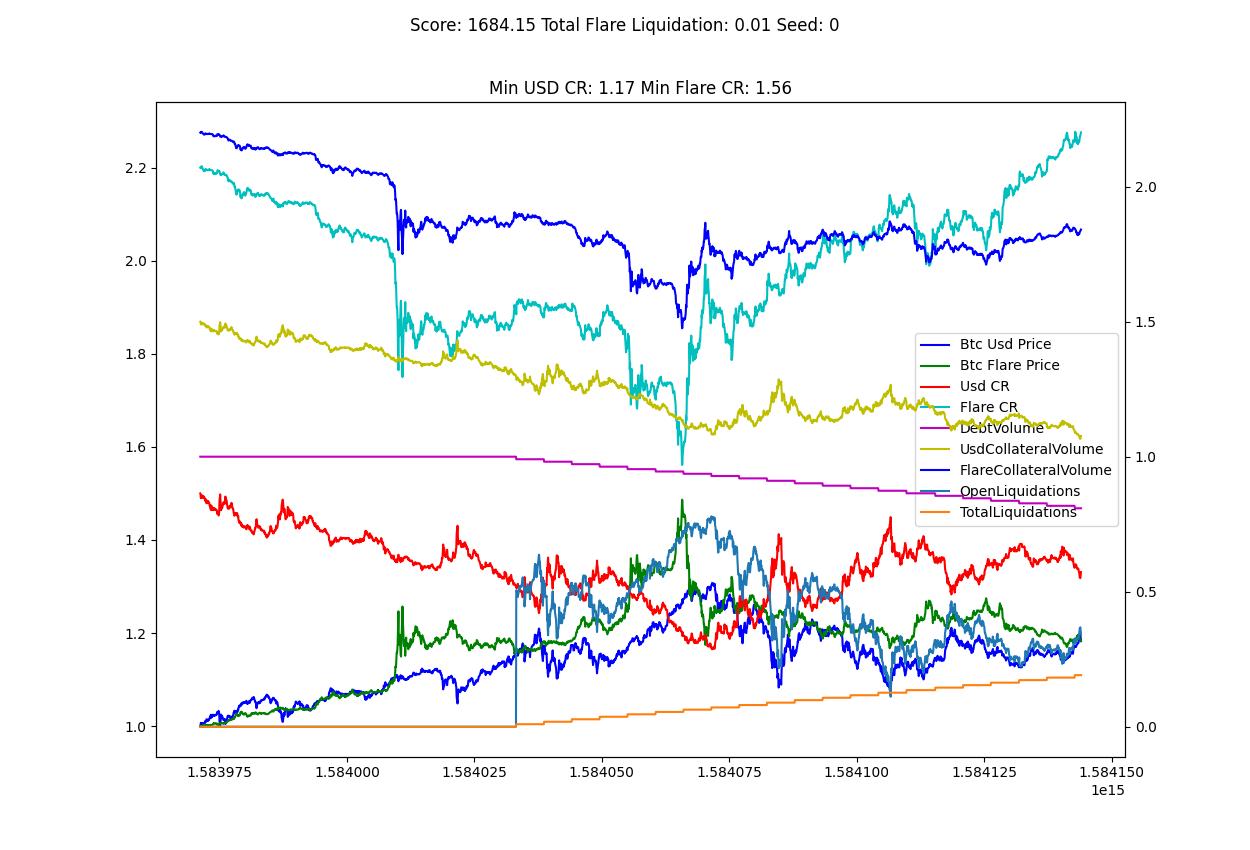 Score: 1684.15 Total Flare Liquidation: 0.01 Seed: 0
Min USD CR: 1.17 Min Flare CR: 1.56
2.2
2.0
1.8
1.6
1.4
1.2
1.0
2.0
1.5
1.0
0.5
0.0
Btc Usd Price
Btc Flare Price
Usd CR
Flare CR
DebtVolume
UsdCollateralVolume
FlareCollateralVolume
OpenLiquidations
TotalLiquidations
1.583975 1.584000 1.584025 1.584050 1.584075 1.584100 1.584125 1.584150
1e15